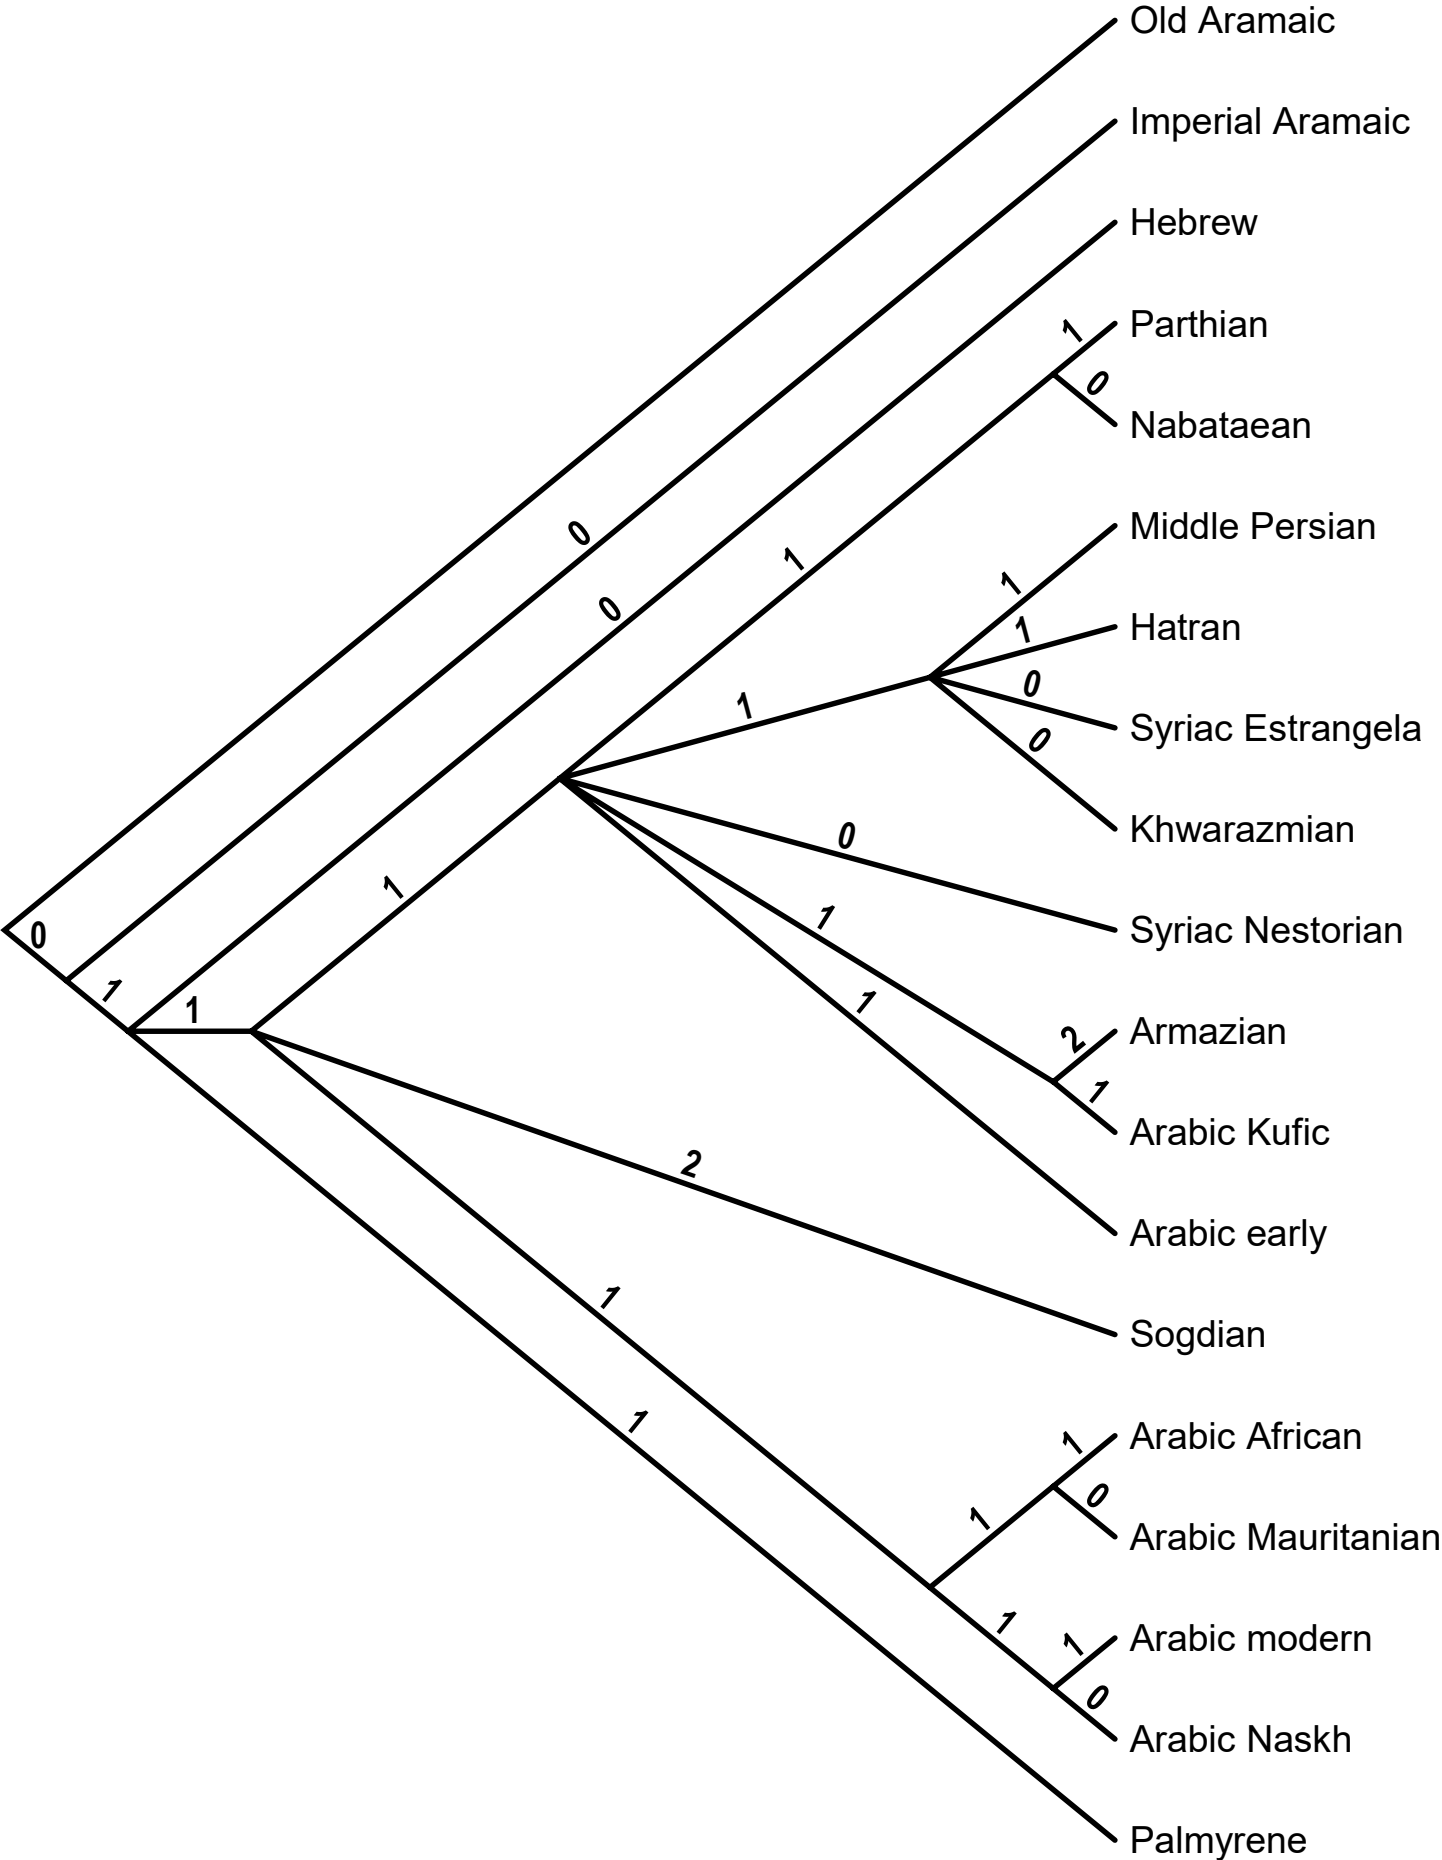 Old Aramaic
Imperial Aramaic
Hebrew
1 Parthian
0
Nabataean
0
Middle Persian
1
1
1 Hatran
0
0
1 Syriac Estrangela
0
Khwarazmian
0
1
1
0 Syriac Nestorian
1
1
1
2 Armazian
1
Arabic Kufic
2
Arabic early
1
Sogdian
1
1 Arabic African
0
1
Arabic Mauritanian
1
1 Arabic modern
0
Arabic Naskh
Palmyrene